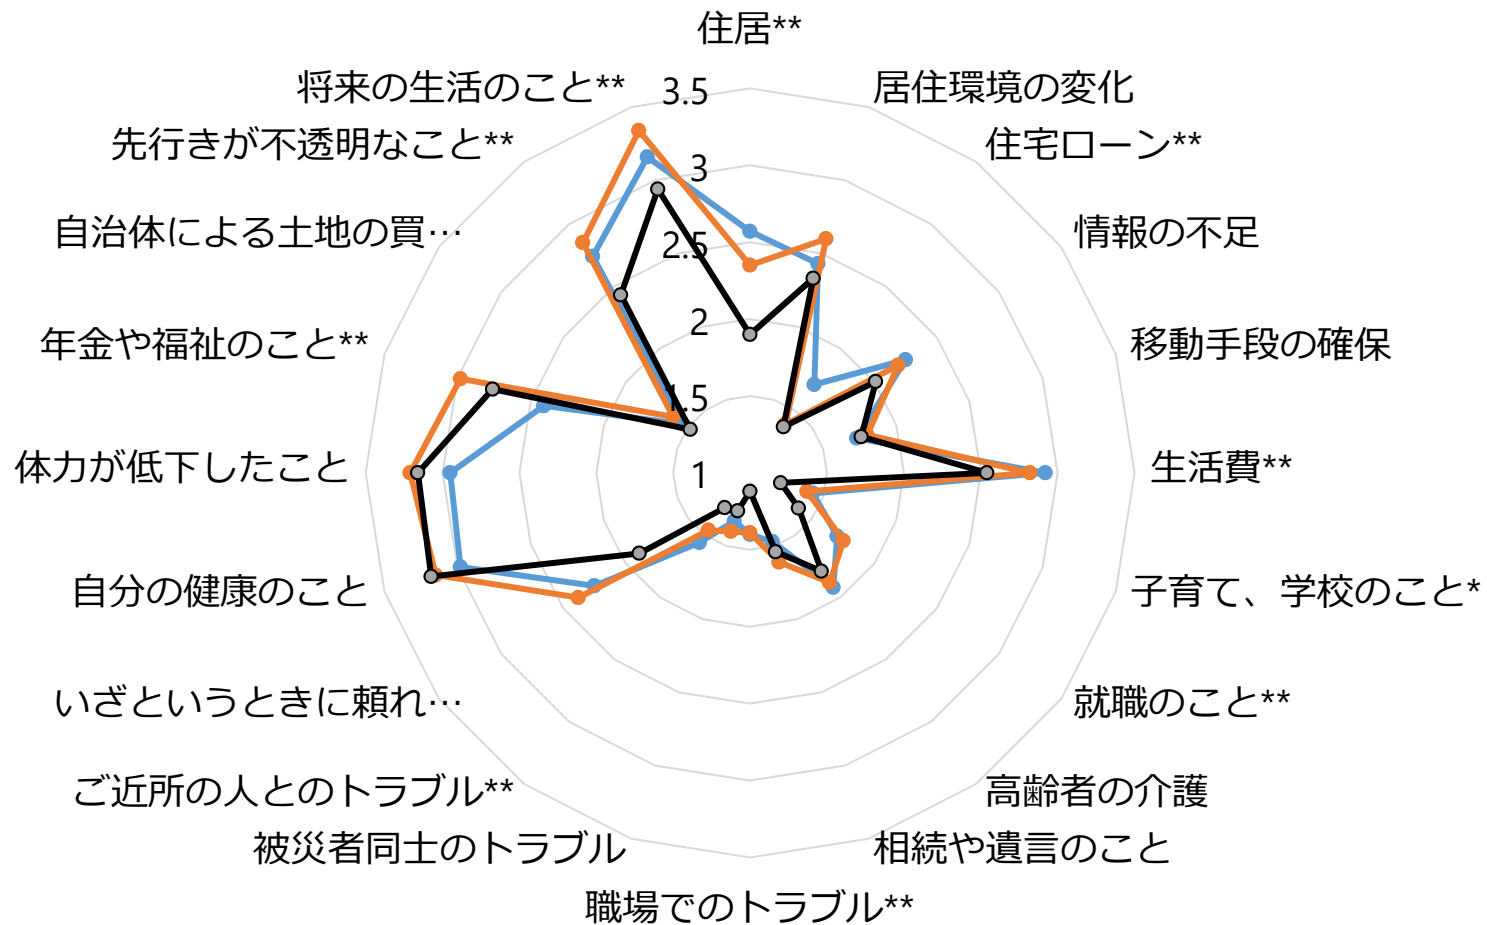 住居**
居住環境の変化
住宅ローン**
情報の不足
移動手段の確保
生活費**
子育て、学校のこと*
就職のこと**
高齢者の介護
相続や遺言のこと
職場でのトラブル**
被災者同士のトラブル
ご近所の人とのトラブル**
いざというときに頼れ…
自分の健康のこと
体力が低下したこと
年金や福祉のこと**
自治体による土地の買…
先行きが不透明なこと**
将来の生活のこと**
3.5
3
2.5
2
1.5
1